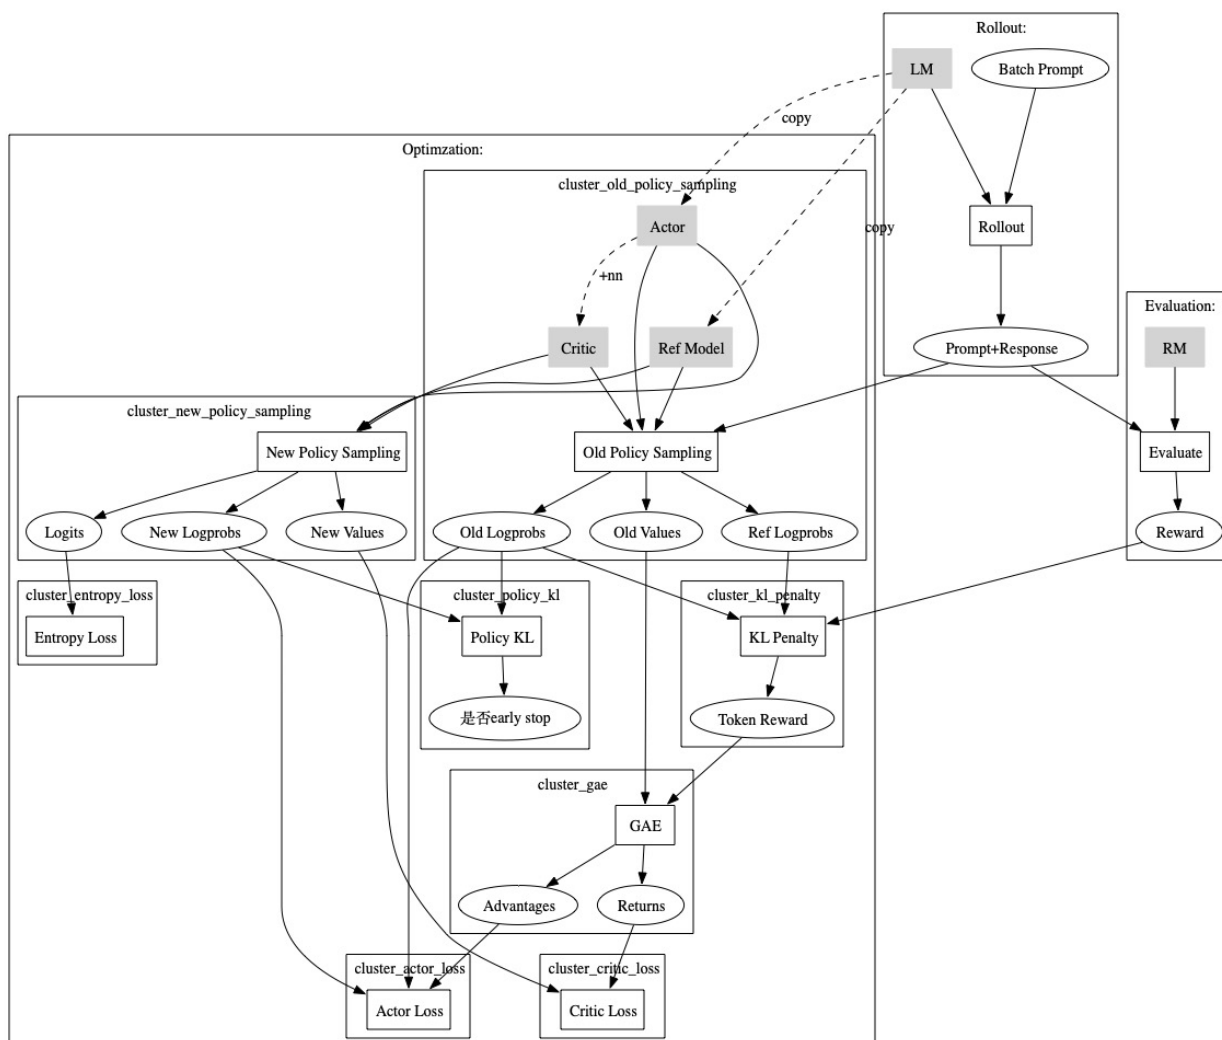 Rollout:
LM
Batch Prompt
copy
Optimzation:
cluster_old_policy_sampling
Actor
copy
Rollout
+nn
Evaluation:
Critic
Ref Model
Prompt+Response
RM
cluster_new_policy_sampling
New Policy Sampling
Old Policy Sampling
Evaluate
Logits
New Logprobs
New Values
Old Logprobs
Old Values
Ref Logprobs
Reward
cluster_entropy_loss
cluster_policy_kl
cluster_kl_penalty
Entropy Loss
Policy KL
KL Penalty
是否early stop
Token Reward
cluster_gae
GAE
Advantages
Returns
cluster_actor_loss
cluster_critic_loss
Actor Loss
Critic Loss